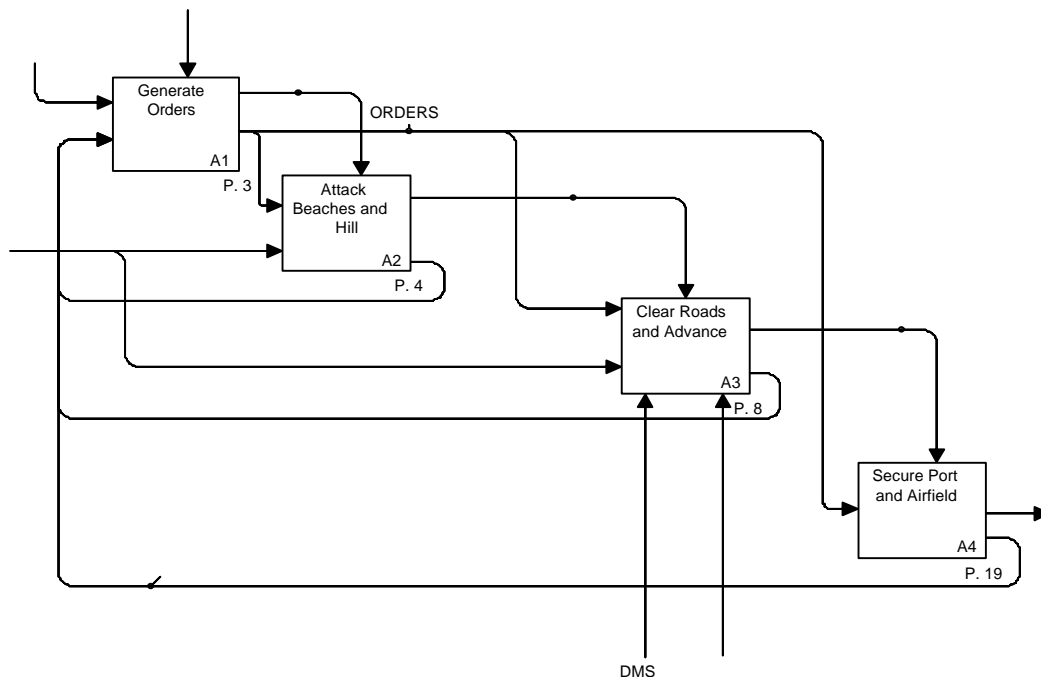 Generate
Orders
A1
P. 3
ORDERS
Attack
Beaches and
Hill
A2
P. 4
Clear Roads
and Advance
A3
P. 8
Secure Port
and Airfield
A4
P. 19
DMS